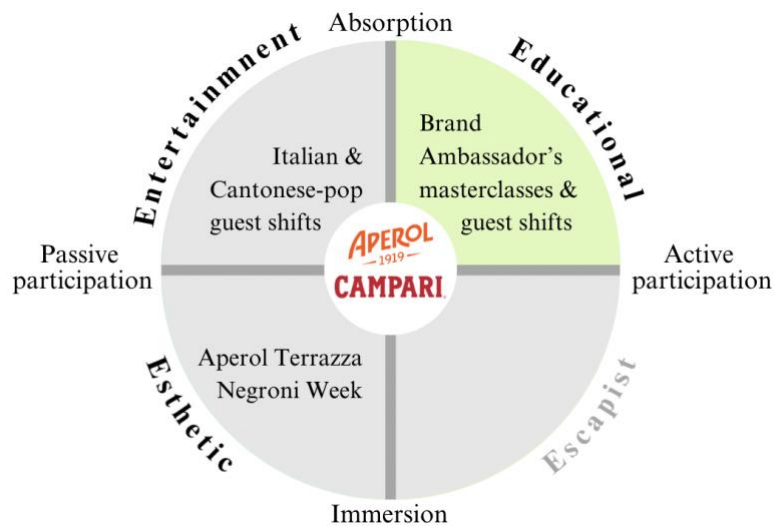 Absorption
Entertainmnent
Educational
Italian &
Cantonese-pop
guest shifts
Brand
Ambassador's
masterclasses &
guest shifts
Passive
participation
APEROL
1919
CAMPARI
Active
participation
Aperol Terrazza
Negroni Week
Esthetic
Escapist
Immersion